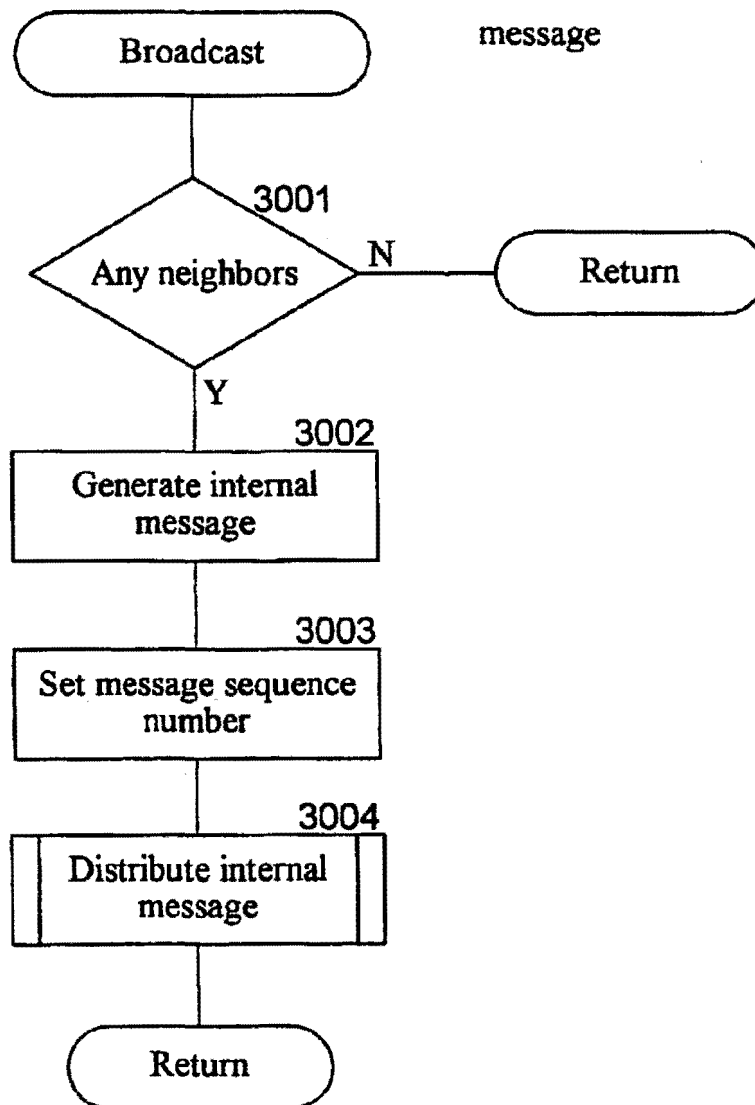 Broadcast
message
3001
Any neighbors
N
Return
Y
3002
Generate internal
message
3003
Set message sequence
number
3004
Distribute internal
message
Return